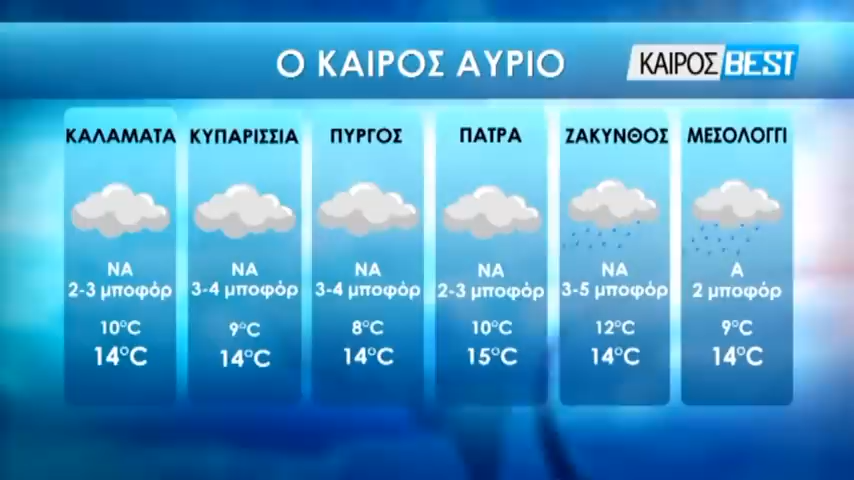 Ο ΚΑΙΡΟΣ ΑΥΡΙΟ
ΚΑΙΡΟΣ BEST
ΚΑΛΑΜΑΤΑ
ΝΑ
2-3 μποφόρ
10°C
14°C
ΚΥΠΑΡΙΣΣΙΑ
ΝΑ
3-4 μποφόρ
9°C
14°C
ΠΥΡΓΟΣ
ΝΑ
3-4 μποφόρ
8°C
14°C
ΠΑΤΡΑ
ΝΑ
2-3 μποφόρ
10°C
15°C
ΖΑΚΥΝΘΟΣ
ΝΑ
3-5 μποφόρ
12°C
14°C
ΜΕΣΟΛΟΓΓΙ
Α
2 μποφόρ
9°C
14°C